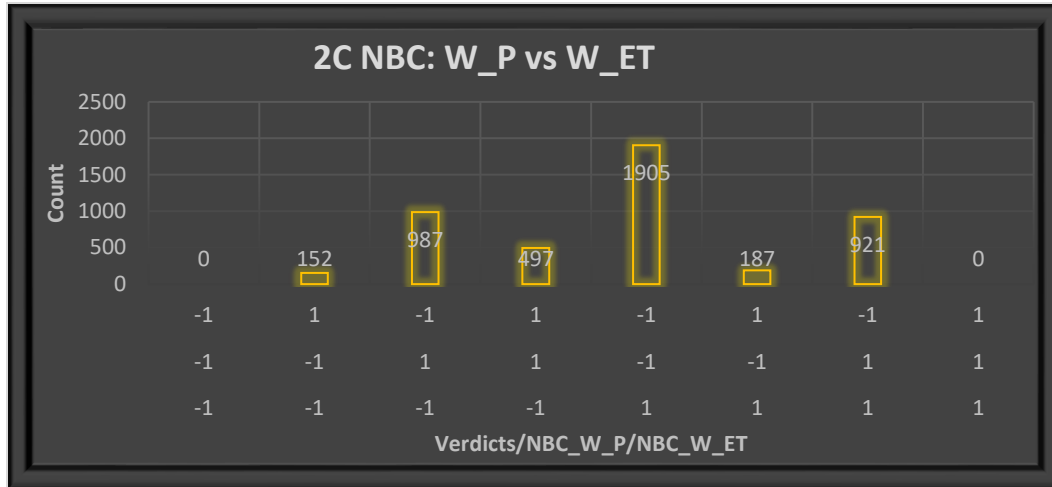 2C NBC: W_P vs W_ET
2500
2000
1500
1000
500
0
Count
0 152 987 497 1905 187 921 0
-1 1 -1 1 -1 1 -1 1
-1 -1 1 1 -1 -1 1 1
-1 -1 -1 -1 1 1 1 1
Verdicts/NBC_W_P/NBC_W_ET